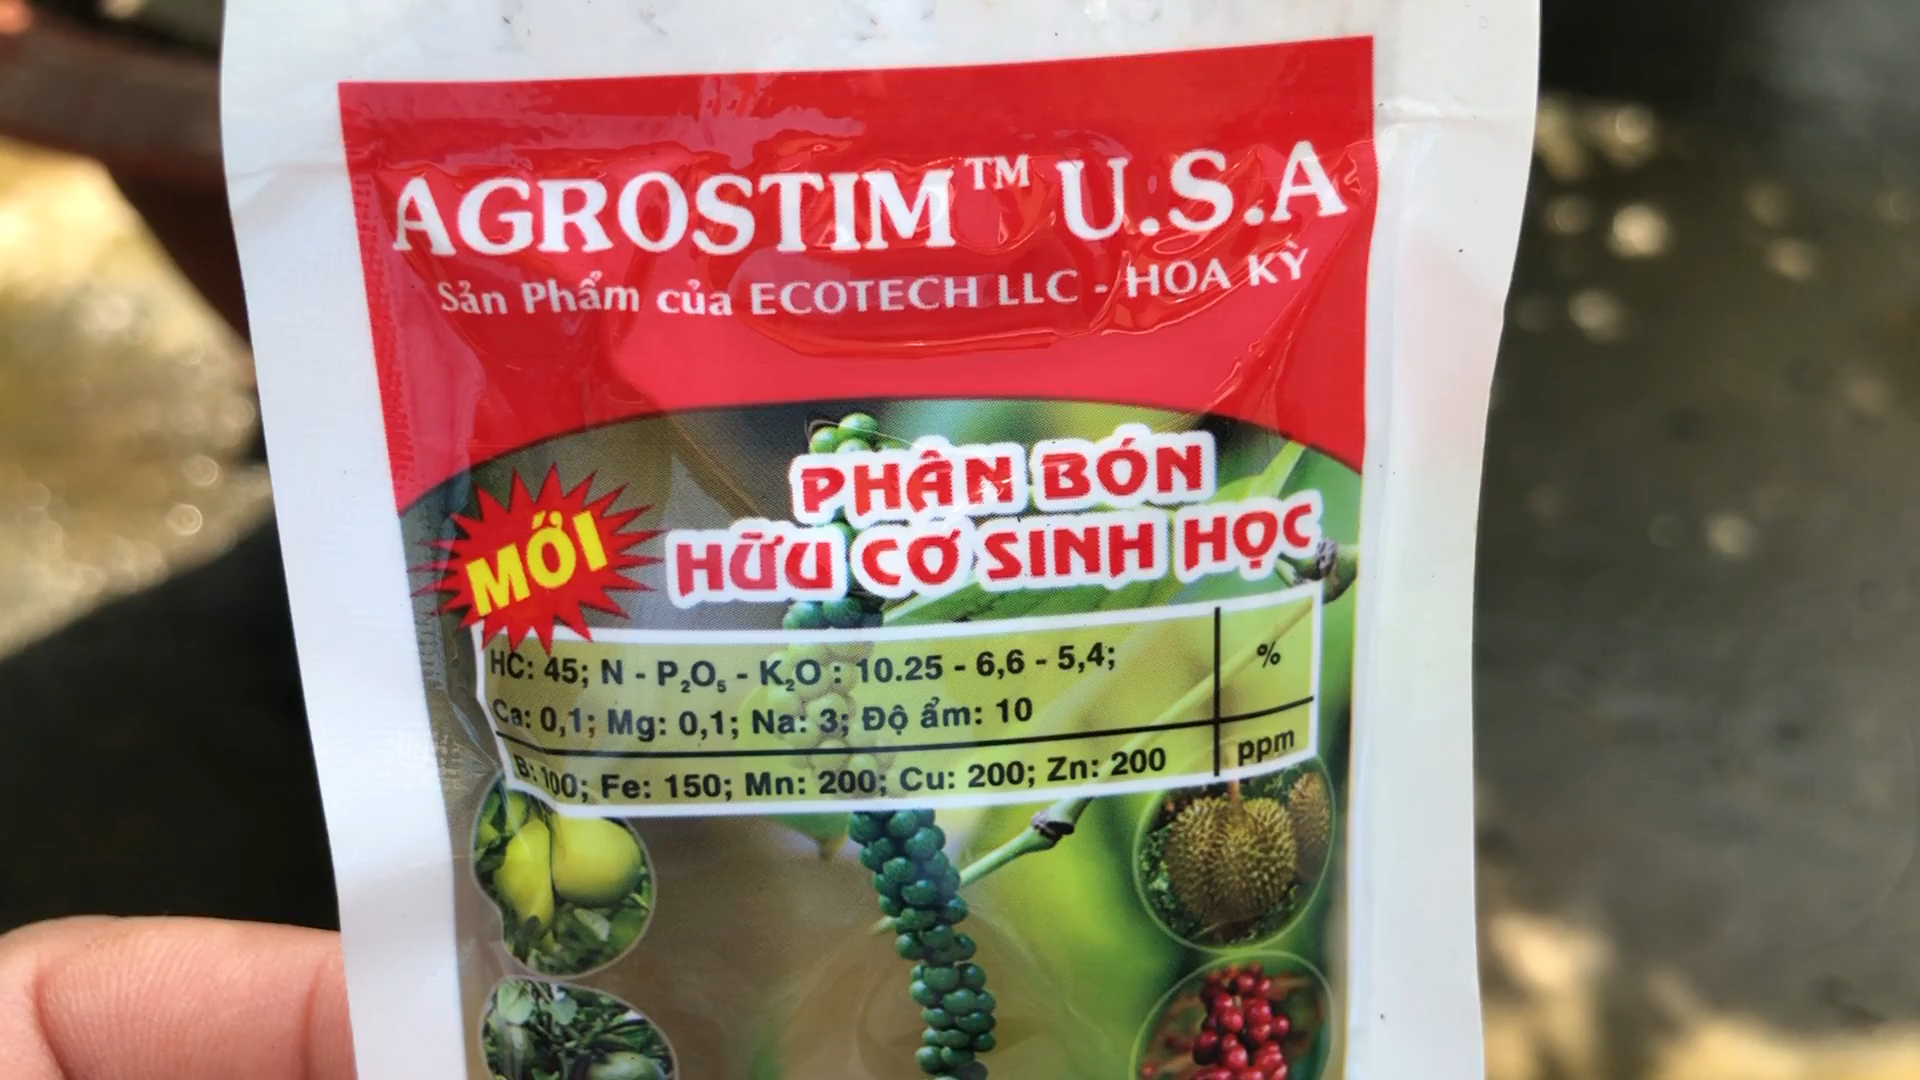 AGROSTIM™ U.S.A
Sản Phẩm của ECOTECH LLC - HOA KỲ
PHÂN BÓN
HỮU CƠ SINH HỌC
MỚI
HC: 45; N - P₂O₅ - K₂O : 10.25 - 6,6 - 5,4;
Ca: 0,1; Mg: 0,1; Na: 3; Độ ẩm: 10
%
B: 100; Fe: 150; Mn: 200; Cu: 200; Zn: 200
ppm